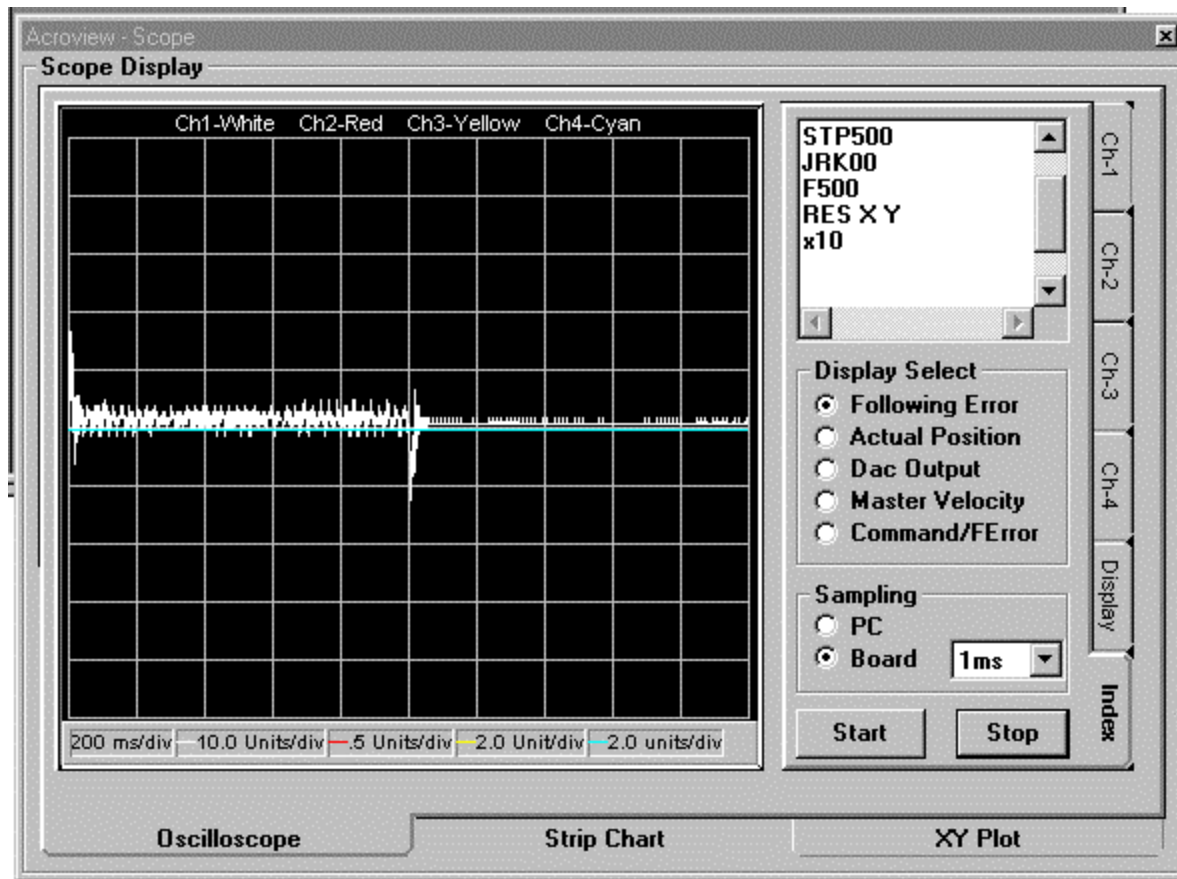 Acroview - Scope
Scope Display
Ch1-White Ch2-Red Ch3-Yellow Ch4-Cyan
200 ms/div 10.0 Units/div .5 Units/div 2.0 Unit/div 2.0 units/div
STP500
JRK00
F500
RES X Y
x10
Display Select
Following Error
Actual Position
Dac Output
Master Velocity
Command/FError
Sampling
PC
Board 1ms
Start Stop
Ch-1
Ch-2
Ch-3
Ch-4
Display
Index
Oscilloscope Strip Chart XY Plot